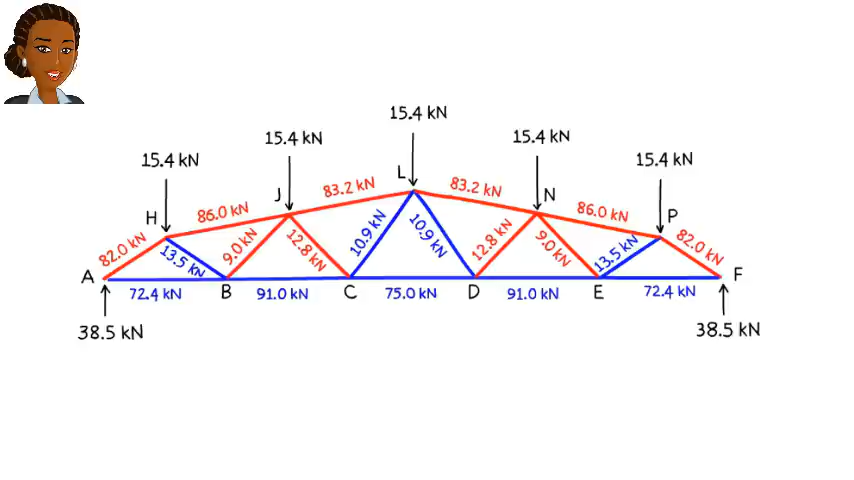 15.4 kN
15.4 kN
15.4 kN
15.4 kN
15.4 kN
L
J
N
H
P
83.2 kN
83.2 kN
86.0 kN
86.0 kN
82.0 kN
13.5 kN
9.0 kN
12.8 kN
10.9 kN
10.9 kN
12.8 kN
9.0 kN
13.5 kN
82.0 kN
A
B
C
D
E
F
72.4 kN
91.0 kN
75.0 kN
91.0 kN
72.4 kN
38.5 kN
38.5 kN